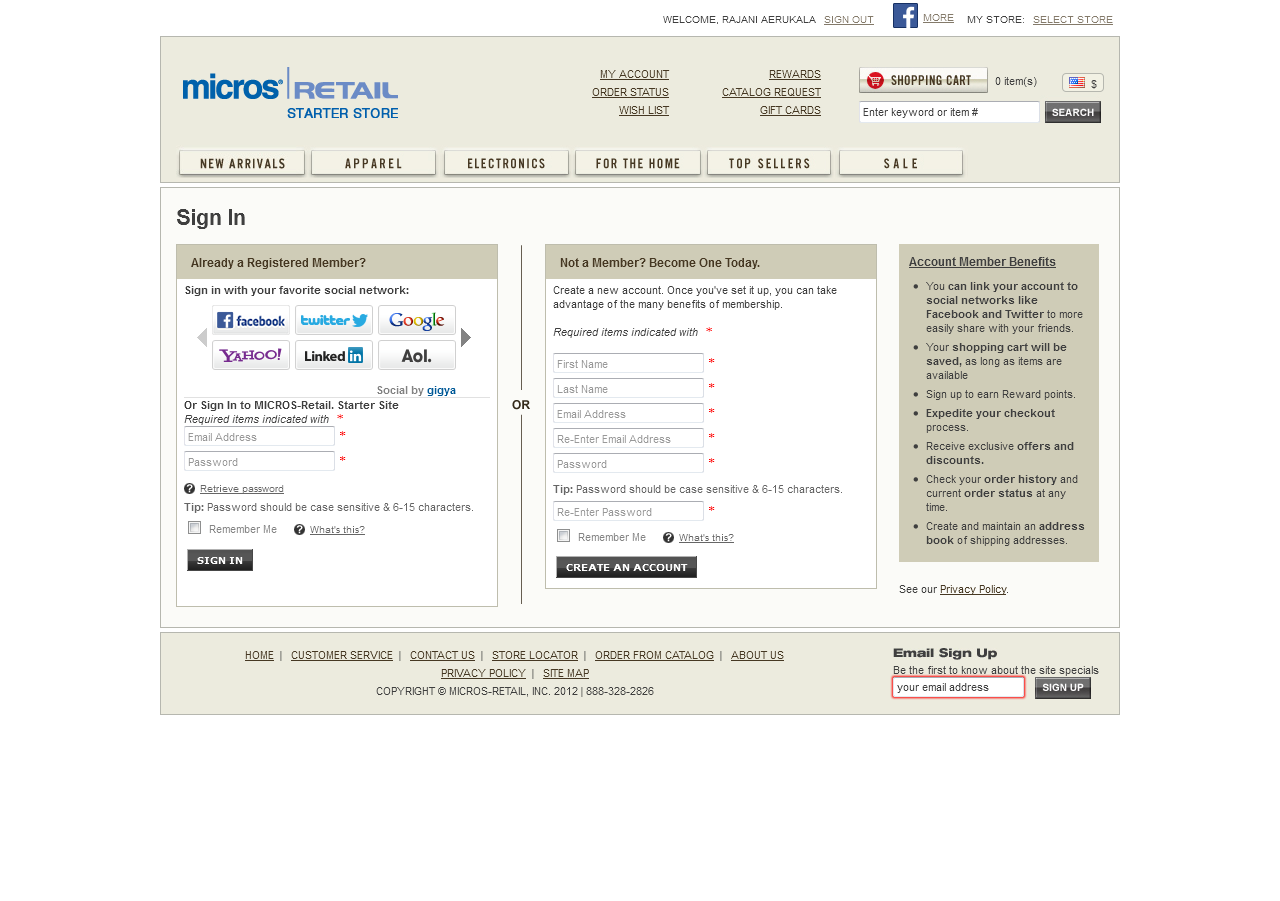 WELCOME, RAJANI AERUKALA SIGN OUT MORE MY STORE: SELECT STORE
micros RETAIL
STARTER STORE
MY ACCOUNT
ORDER STATUS
WISH LIST
REWARDS
CATALOG REQUEST
GIFT CARDS
SHOPPING CART 0 item(s) $
Enter keyword or item # SEARCH
NEW ARRIVALS APPAREL ELECTRONICS FOR THE HOME TOP SELLERS SALE
Sign In
Already a Registered Member?
Sign in with your favorite social network:
facebook twitter Google
YAHOO! Linked in Aol.
Social by gigya
Or Sign In to MICROS-Retail. Starter Site
Required items indicated with *
Email Address *
Password *
? Retrieve password
Tip: Password should be case sensitive & 6-15 characters.
Remember Me ? What's this?
SIGN IN
OR
Not a Member? Become One Today.
Create a new account. Once you've set it up, you can take
advantage of the many benefits of membership.
Required items indicated with *
First Name *
Last Name *
Email Address *
Re-Enter Email Address *
Password *
Tip: Password should be case sensitive & 6-15 characters.
Re-Enter Password *
Remember Me ? What's this?
CREATE AN ACCOUNT
Account Member Benefits
• You can link your account to
social networks like
Facebook and Twitter to more
easily share with your friends.
• Your shopping cart will be
saved, as long as items are
available
• Sign up to earn Reward points.
• Expedite your checkout
process.
• Receive exclusive offers and
discounts.
• Check your order history and
current order status at any
time.
• Create and maintain an address
book of shipping addresses.
See our Privacy Policy.
HOME | CUSTOMER SERVICE | CONTACT US | STORE LOCATOR | ORDER FROM CATALOG | ABOUT US
PRIVACY POLICY | SITE MAP
COPYRIGHT © MICROS-RETAIL, INC. 2012 | 888-328-2826
Email Sign Up
Be the first to know about the site specials
your email address SIGN UP